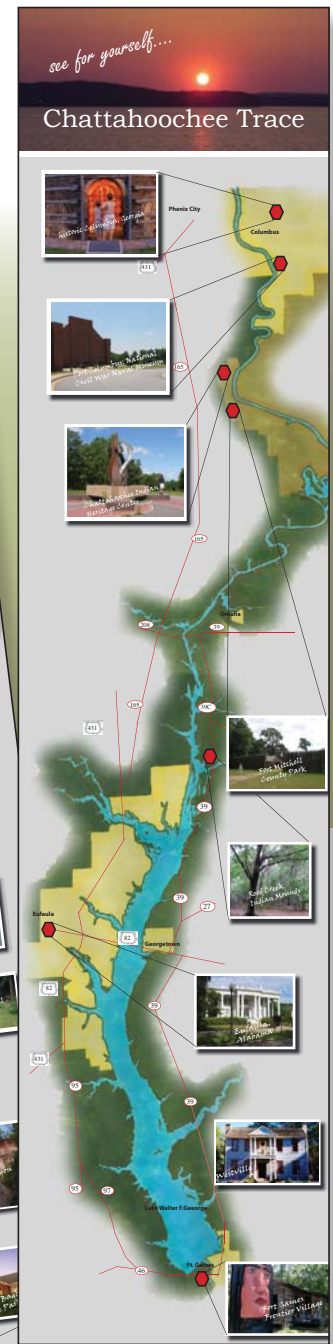 see for yourself....
Chattahoochee Trace
Phenix City
historic Columbus, Georgia
Columbus
431
Port Columbus National
Civil War Naval Museum
165
Chattahoochee Indian
Heritage Center
165
Omaha
208
39
165
39C
431
Fort Mitchell
County Park
39
Rood Creek
Indian Mounds
39
27
Eufaula
82
Georgetown
82
Eufaula,
Alabama
39
431
95
39
Westville
95
97
Lake Walter F.Geeorge
Ft. Gaines
46
Fort Gaines
Frontier Village